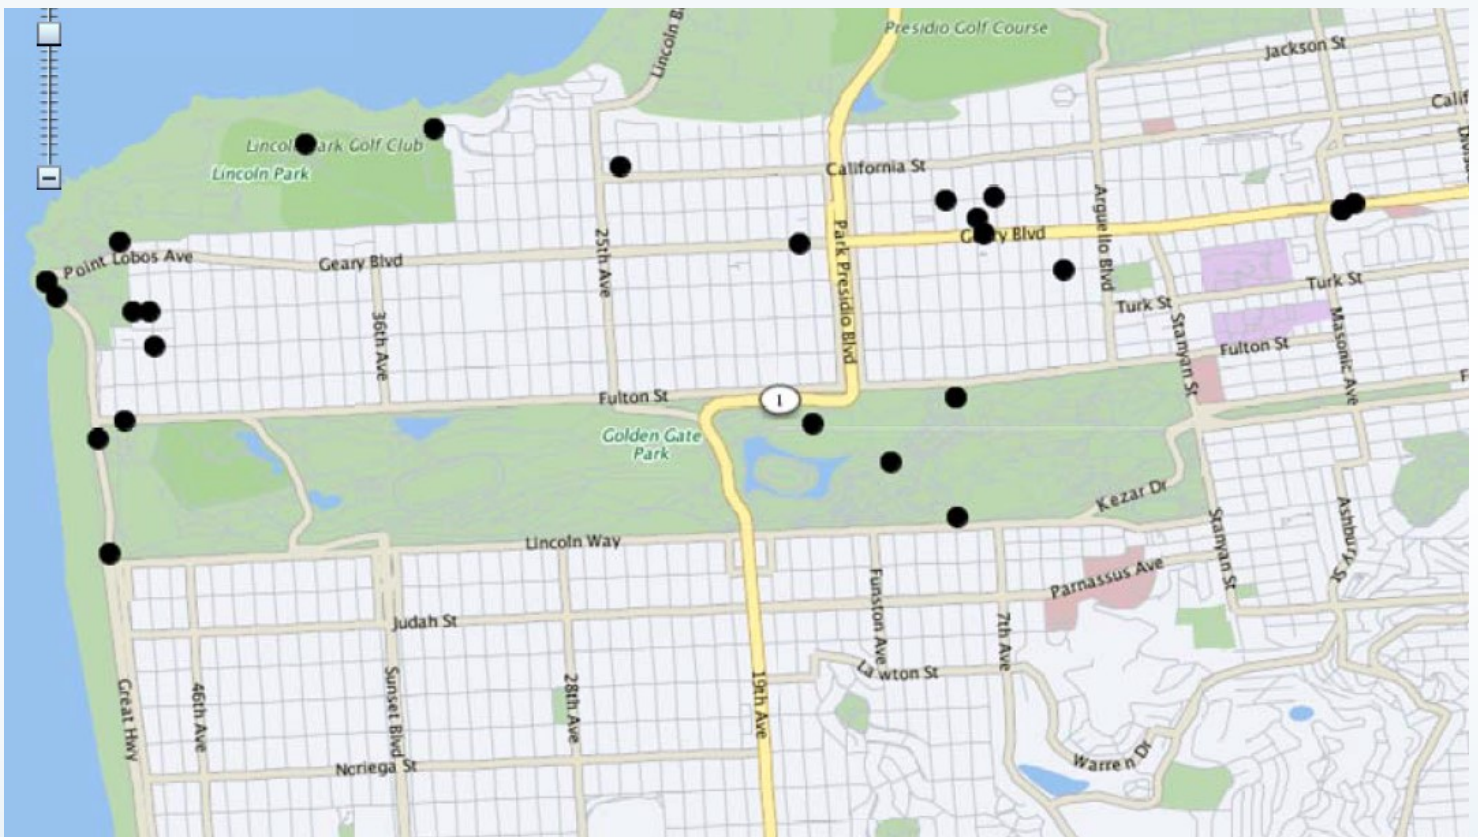 Presidio Golf Course
Lincoln B
Jackson St
Calif
Lincoln Park Golf Club
Lincoln Park
California St
Divis
Point Lobos Ave
Geary Blvd
25th Ave
Park Presidio Blvd
Geary Blvd
Arguello Blvd
36th Ave
Turk St
Turk St
Stanyan St
Masonic Ave
Fulton St
Fulton St
1
F
Golden Gate
Park
Kezar Dr
Lincoln Way
Stanyan St
Ashbury St
Funston Ave
Parnassus Ave
Judah St
7th Ave
Lawton St
Great Hwy
46th Ave
Sunset Blvd
28th Ave
19th Ave
Noriega St
Warren Dr